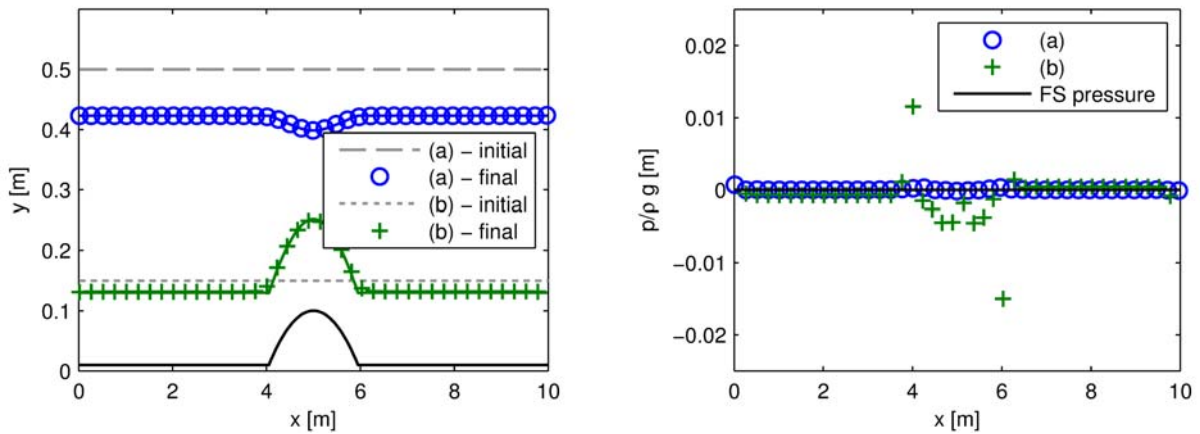 0.5
0.4
0.3
0.2
0.1
0
y [m]
(a) – initial
(a) – final
(b) – initial
(b) – final
0 2 4 6 8 10
x [m]
0.02
0.01
0
−0.01
−0.02
p/ρ g [m]
(a)
(b)
FS pressure
0 2 4 6 8 10
x [m]